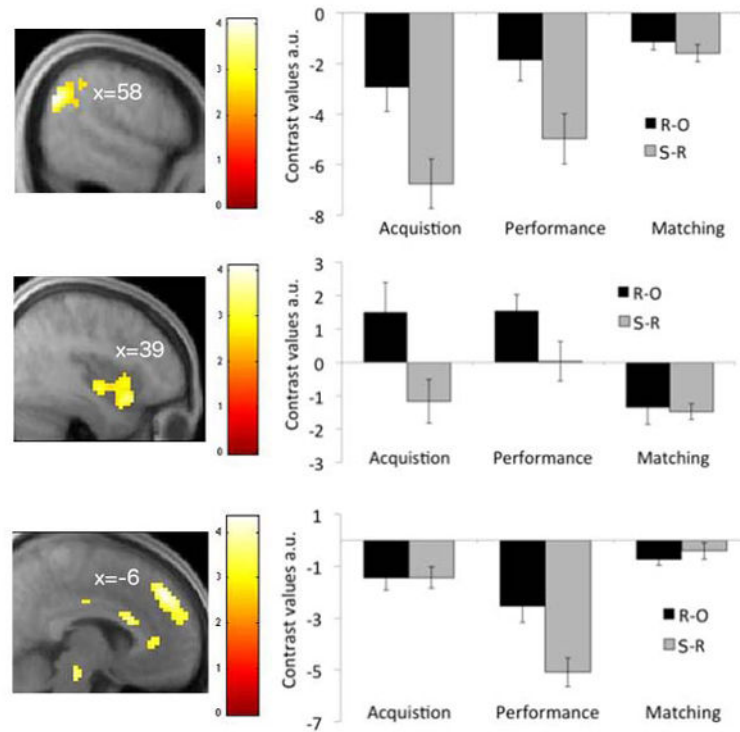 x=58
4
3
2
1
0
Contrast values a.u.
0
-2
-4
-6
-8
R-O
S-R
Acquistion Performance Matching
x=39
4
3
2
1
0
Contrast values a.u.
3
2
1
0
-1
-2
-3
R-O
S-R
Acquistion Performance Matching
x=-6
4
3
2
1
0
Contrast values a.u.
1
-1
-3
-5
-7
R-O
S-R
Acquistion Performance Matching